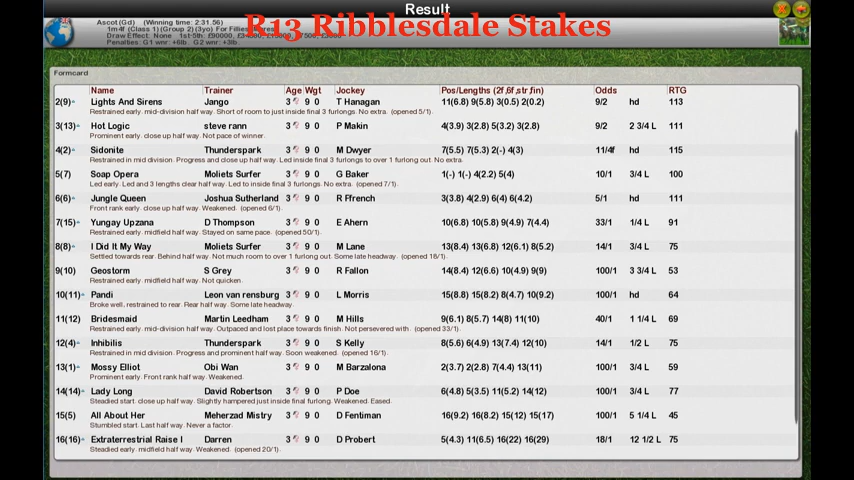 Result
R13 Ribblesdale Stakes
Ascot(Gd) (Winning time: 2:31.56)
1m 4f (Class 1) (Group 2) (3yo) For Fillies
Draw Effect: None 1st-5th:
Penalties: G1 wnr: +6lb. G2 wnr: +3lb.
Formcard
Name Trainer Age Wgt Jockey Pos/Lengths (2f,6f,str,fin) Odds RTG
2(9) Lights And Sirens Jango 3 9 0 T Hanagan 11(6.8) 9(5.8) 3(0.5) 2(0.2) 9/2 hd 113
Restrained early. mid-division half way. Short of room to just inside final 3 furlongs. No extra. (opened 5/1).
3(13) Hot Logic steve rann 3 9 0 P Makin 4(3.9) 3(2.8) 5(3.2) 3(2.8) 9/2 2 3/4 L 111
Prominent early. close up half way. Not pace of winner.
4(2) Sidonite Thunderspark 3 9 0 M Dwyer 7(5.5) 7(5.3) 2(-) 4(3) 11/4f hd 115
Restrained in mid division. Progress and close up half way. Led inside final 3 furlongs to over 1 furlong out. No extra.
5(7) Soap Opera Moliets Surfer 3 9 0 G Baker 1(-) 1(-) 4(2.2) 5(4) 10/1 3/4 L 100
Led early. Led and 3 lengths clear half way. Led to inside final 3 furlongs. No extra. (opened 7/1).
6(6) Jungle Queen Joshua Sutherland 3 9 0 R Ffrench 3(3.8) 4(2.9) 6(4) 6(4.2) 5/1 hd 111
Front rank early. close up half way. Weakened. (opened 6/1).
7(15) Yungay Upzana D Thompson 3 9 0 E Ahern 10(6.8) 10(5.8) 9(4.9) 7(4.4) 33/1 1/4 L 91
Restrained early. midfield half way. Stayed on same pace. (opened 50/1).
8(8) I Did It My Way Moliets Surfer 3 9 0 M Lane 13(8.4) 13(6.8) 12(6.1) 8(5.2) 14/1 3/4 L 75
Settled towards rear. Behind half way. Not much room to over 1 furlong out. Some late headway. (opened 18/1).
9(10) Geostorm S Grey 3 9 0 R Fallon 14(8.4) 12(6.6) 10(4.9) 9(9) 100/1 3 3/4 L 53
Restrained early. midfield half way. Not quicken.
10(11) Pandi Leon van rensburg 3 9 0 L Morris 15(8.8) 15(8.2) 8(4.7) 10(9.2) 100/1 hd 64
Broke well. restrained to rear. Rear half way. Some late headway.
11(12) Bridesmaid Martin Leedham 3 9 0 M Hills 9(6.1) 8(5.7) 14(8) 11(10) 40/1 1 1/4 L 69
Restrained early. mid-division half way. Outpaced and lost place towards finish. Not persevered with. (opened 33/1).
12(4) Inhibilis Thunderspark 3 9 0 S Kelly 8(5.6) 6(4.9) 13(7.4) 12(10) 14/1 1/2 L 75
Restrained in mid division. Progress and prominent half way. Soon weakened. (opened 16/1).
13(1) Mossy Elliot Obi Wan 3 9 0 M Barzalona 2(3.7) 2(2.8) 7(4.4) 13(11) 100/1 3/4 L 59
Prominent early. Front rank half way. Weakened.
14(14) Lady Long David Robertson 3 9 0 P Doe 6(4.8) 5(3.5) 11(5.2) 14(12) 100/1 3/4 L 77
Steadied start. close up half way. Slightly hampered just inside final furlong. Weakened. Eased.
15(5) All About Her Meherzad Mistry 3 9 0 D Fentiman 16(9.2) 16(8.2) 15(12) 15(17) 100/1 5 1/4 L 45
Stumbled start. Last half way. Never a factor.
16(16) Extraterrestrial Raise I Darren 3 9 0 D Probert 5(4.3) 11(6.5) 16(22) 16(29) 18/1 12 1/2 L 75
Steadied early. midfield half way. Weakened. (opened 20/1).